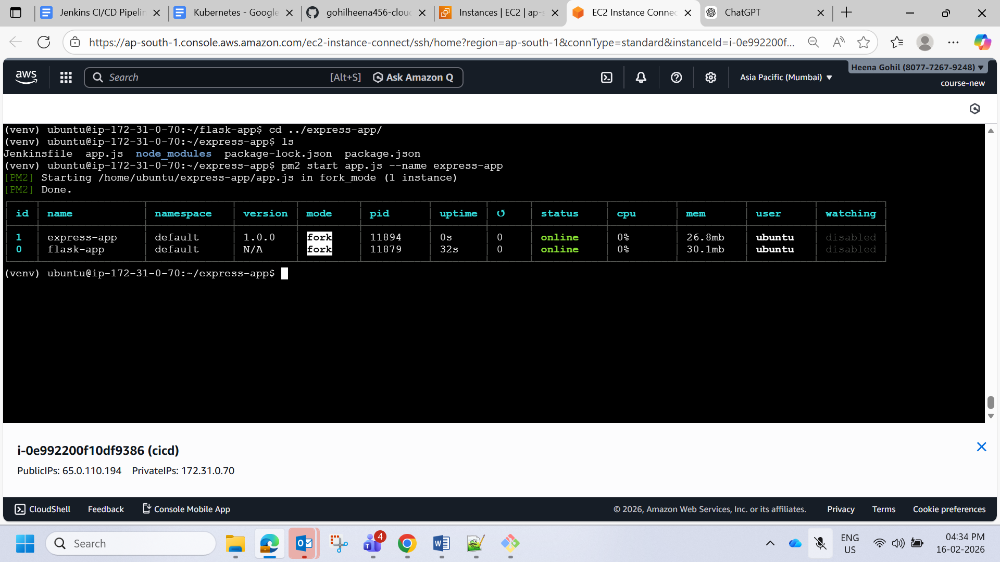 Jenkins CI/CD Pipelin
Kubernetes - Google
gohilheena456-cloud
Instances | EC2 | ap-s
EC2 Instance Connec
ChatGPT
https://ap-south-1.console.aws.amazon.com/ec2-instance-connect/ssh/home?region=ap-south-1&connType=standard&instanceId=i-0e992200f...
aws
Search [Alt+S]
Ask Amazon Q
Asia Pacific (Mumbai)
Heena Gohil (8077-7267-9248)
course-new
(venv) ubuntu@ip-172-31-0-70:~/flask-app$ cd ../express-app/
(venv) ubuntu@ip-172-31-0-70:~/express-app$ ls
Jenkinsfile app.js node_modules package-lock.json package.json
(venv) ubuntu@ip-172-31-0-70:~/express-app$ pm2 start app.js --name express-app
[PM2] Starting /home/ubuntu/express-app/app.js in fork_mode (1 instance)
[PM2] Done.
id name namespace version mode pid uptime ↺ status cpu mem user watching
1 express-app default 1.0.0 fork 11894 0s 0 online 0% 26.8mb ubuntu disabled
0 flask-app default N/A fork 11879 32s 0 online 0% 30.1mb ubuntu disabled
(venv) ubuntu@ip-172-31-0-70:~/express-app$
i-0e992200f10df9386 (cicd)
PublicIPs: 65.0.110.194 PrivateIPs: 172.31.0.70
CloudShell Feedback Console Mobile App © 2026, Amazon Web Services, Inc. or its affiliates. Privacy Terms Cookie preferences
Search
4
ENG
US
04:34 PM
16-02-2026